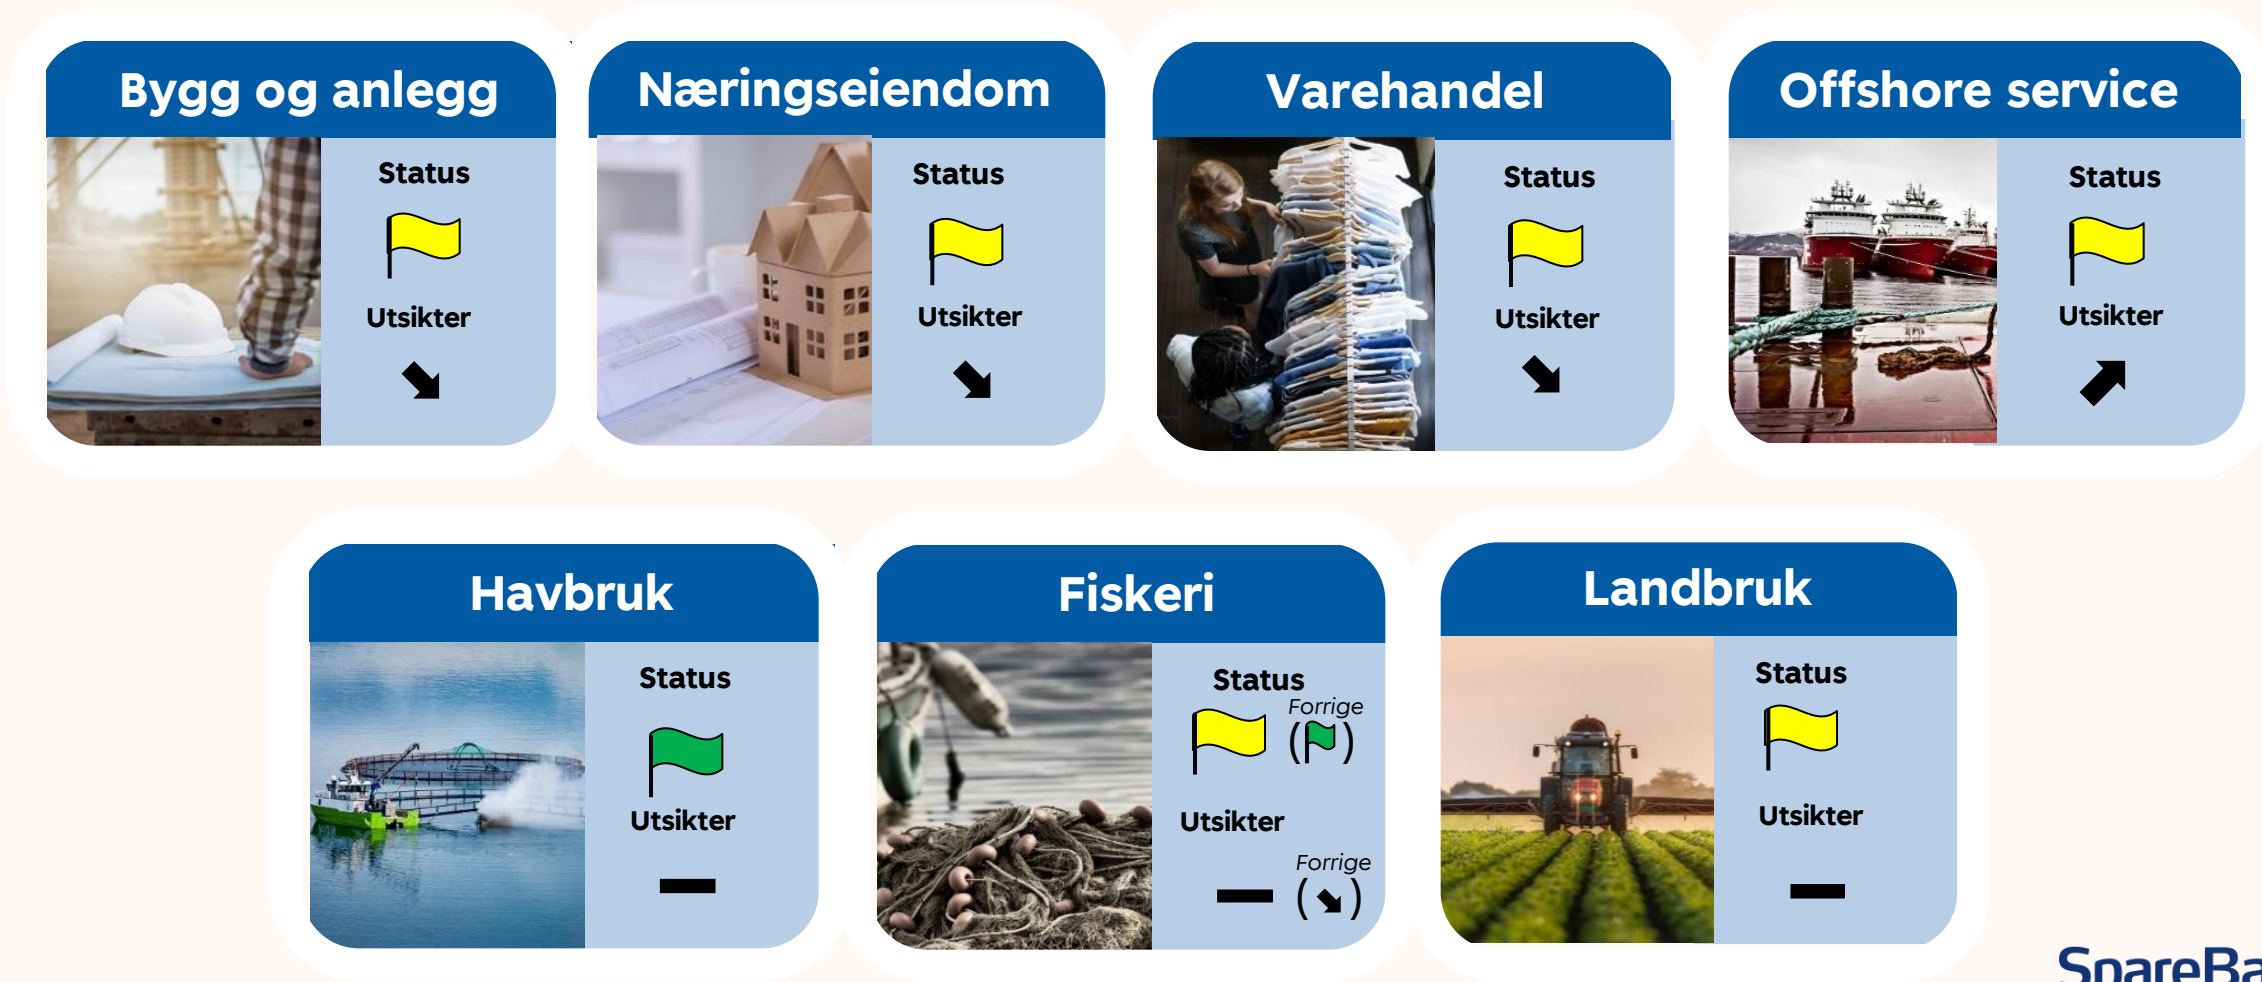 Bygg og anlegg
Status
Utsikter
Næringseiendom
Status
Utsikter
Varehandel
Status
Utsikter
Offshore service
Status
Utsikter
Havbruk
Status
Utsikter
Fiskeri
Status
Forrige
( )
Utsikter
Forrige
( )
Landbruk
Status
Utsikter
SpareBa